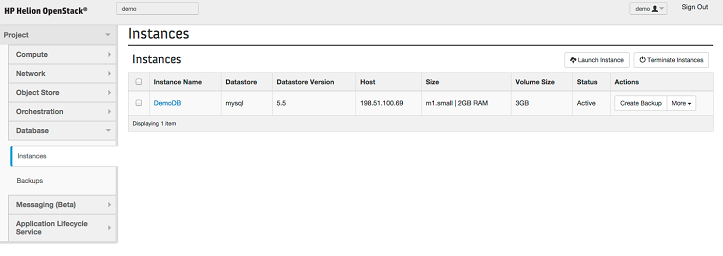 HP Helion OpenStack®
demo
demo
Sign Out
Project
Compute
Network
Object Store
Orchestration
Database
Instances
Backups
Messaging (Beta)
Application Lifecycle
Service
Instances
Instances
Launch Instance
Terminate Instances
Instance Name Datastore Datastore Version Host Size Volume Size Status Actions
DemoDB mysql 5.5 198.51.100.69 m1.small | 2GB RAM 3GB Active Create Backup More
Displaying 1 item